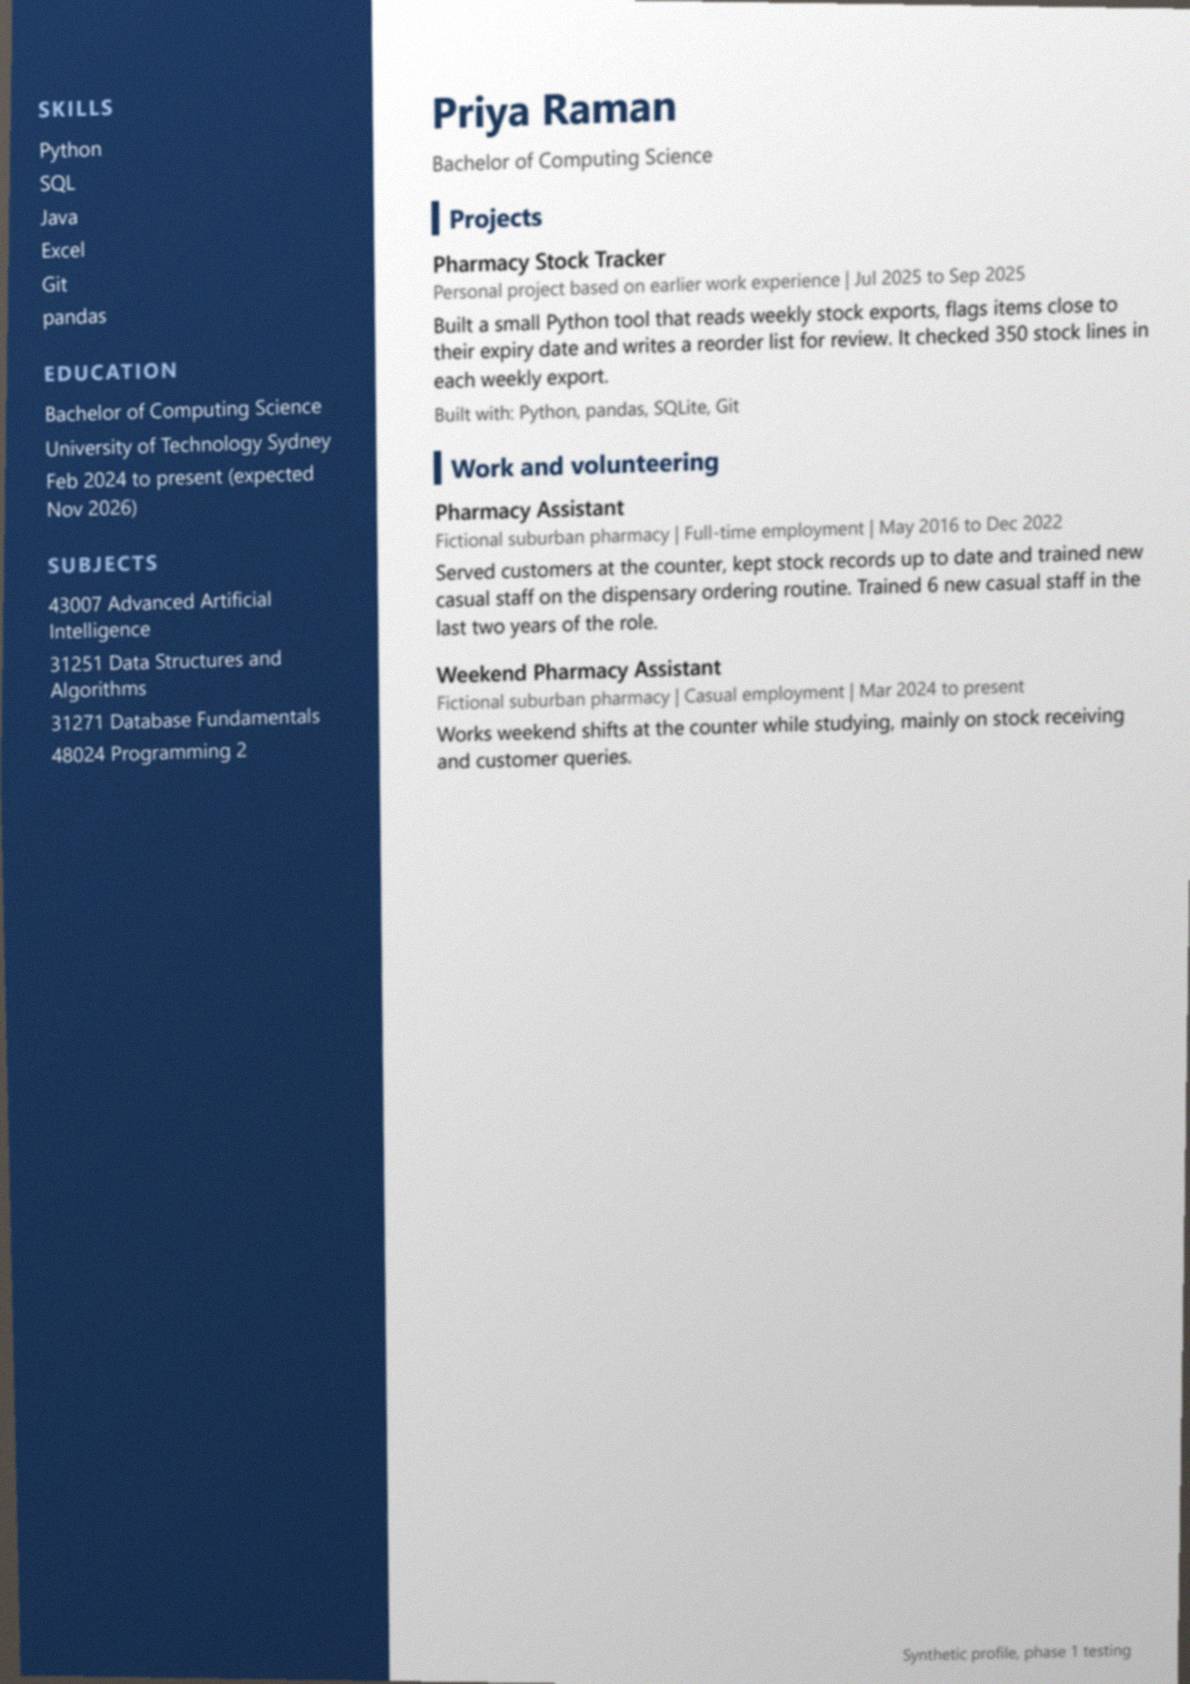 SKILLS
Python
SQL
Java
Excel
Git
pandas
EDUCATION
Bachelor of Computing Science
University of Technology Sydney
Feb 2024 to present (expected
Nov 2026)
SUBJECTS
43007 Advanced Artificial
Intelligence
31251 Data Structures and
Algorithms
31271 Database Fundamentals
48024 Programming 2
Priya Raman
Bachelor of Computing Science
Projects
Pharmacy Stock Tracker
Personal project based on earlier work experience | Jul 2025 to Sep 2025
Built a small Python tool that reads weekly stock exports, flags items close to
their expiry date and writes a reorder list for review. It checked 350 stock lines in
each weekly export.
Built with: Python, pandas, SQLite, Git
Work and volunteering
Pharmacy Assistant
Fictional suburban pharmacy | Full-time employment | May 2016 to Dec 2022
Served customers at the counter, kept stock records up to date and trained new
casual staff on the dispensary ordering routine. Trained 6 new casual staff in the
last two years of the role.
Weekend Pharmacy Assistant
Fictional suburban pharmacy | Casual employment | Mar 2024 to present
Works weekend shifts at the counter while studying, mainly on stock receiving
and customer queries.
Synthetic profile, phase 1 testing